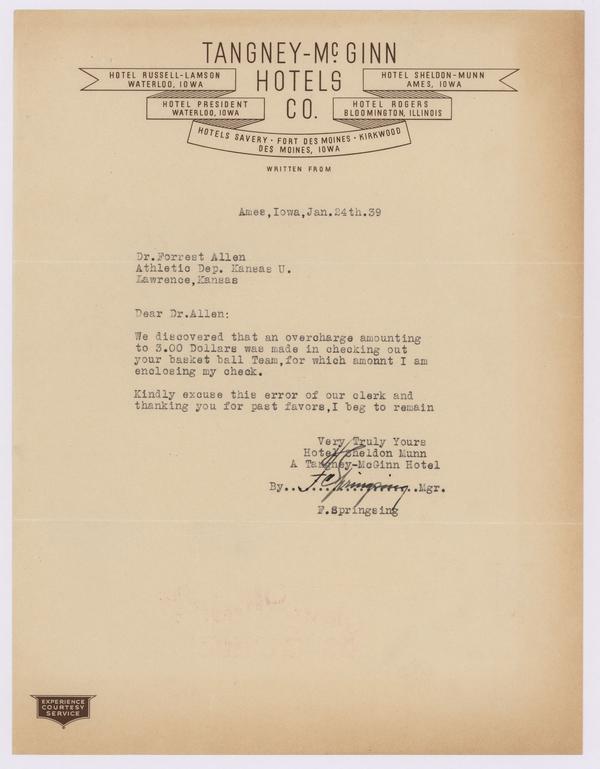 TANGNEY-McGINN
HOTELS
CO.
HOTEL RUSSELL-LAMSON
WATERLOO, IOWA
HOTEL SHELDON-MUNN
AMES, IOWA
HOTEL PRESIDENT
WATERLOO, IOWA
HOTEL ROGERS
BLOOMINGTON, ILLINOIS
HOTELS SAVERY · FORT DES MOINES · KIRKWOOD
DES MOINES, IOWA
WRITTEN FROM
Ames,Iowa,Jan.24th.39
Dr.Forrest Allen
Athletic Dep. Kansas U.
Lawrence,Kansas
Dear Dr.Allen:
We discovered that an overcharge amounting
to 3.00 Dollars was made in checking out
your basket ball Team,for which amonnt I am
enclosing my check.
Kindly excuse this error of our clerk and
thanking you for past favors,I beg to remain
Very Truly Yours
Hotel Sheldon Munn
A Tangney-McGinn Hotel
By..F Springsing..Mgr.
F.Springsing
EXPERIENCE
COURTESY
SERVICE